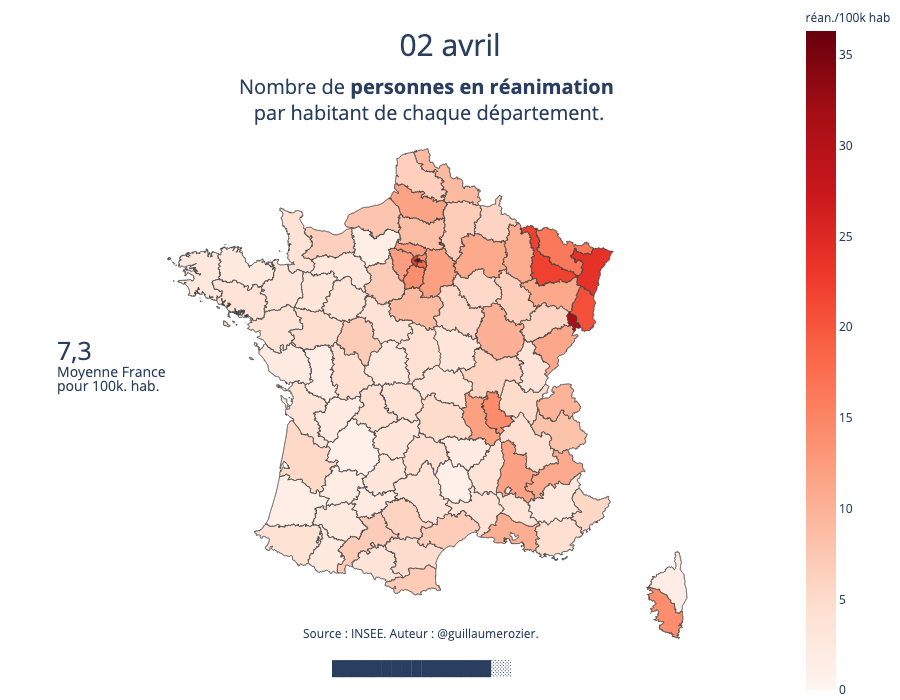 02 avril
Nombre de personnes en réanimation
par habitant de chaque département.
réan./100k hab
35
30
25
20
15
10
5
0
7,3
Moyenne France
pour 100k. hab.
Source : INSEE. Auteur : @guillaumerozier.